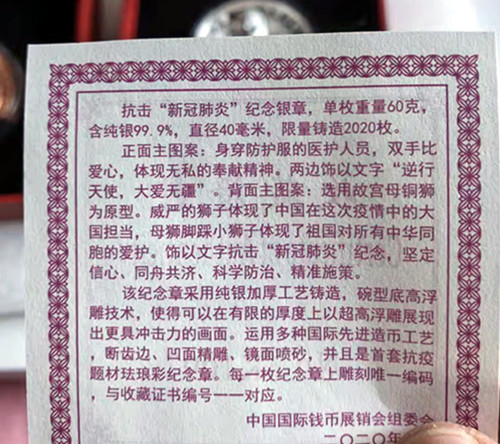 抗击“新冠肺炎”纪念银章，单枚重量60克，
含纯银99.9%，直径40毫米，限量铸造2020枚。
正面主图案：身穿防护服的医护人员，双手比
爱心，体现无私的奉献精神。两边饰以文字“逆行
天使，大爱无疆”。背面主图案：选用故宫母铜狮
为原型。威严的狮子体现了中国在这次疫情中的大
国担当，母狮脚踩小狮子体现了祖国对所有中华同
胞的爱护。饰以文字抗击“新冠肺炎”纪念，坚定
信心、同舟共济、科学防治、精准施策。
该纪念章采用纯银加厚工艺铸造，碗型底高浮
雕技术，使得可以在有限的厚度上以超高浮雕展现
出更具冲击力的画面。运用多种国际先进造币工艺
，断齿边、凹面精雕、镜面喷砂，并且是首套抗疫
题材珐琅彩纪念章。每一枚纪念章上雕刻唯一编码
，与收藏证书编号一一对应。
中国国际钱币展销会组委会
二〇二〇年